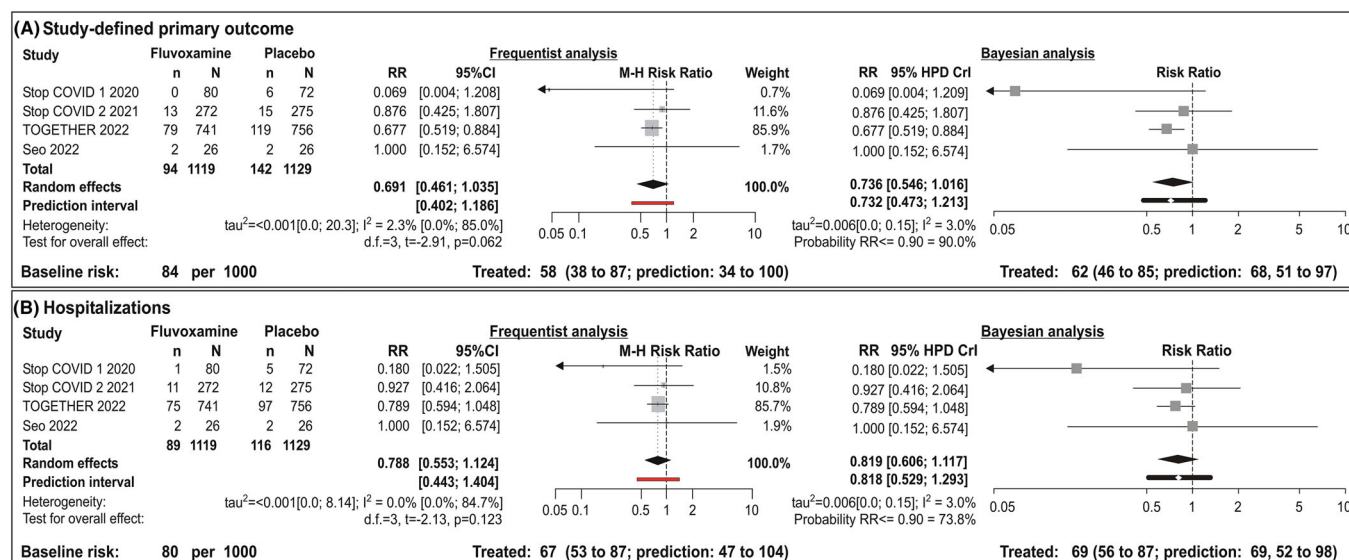 (A) Study-defined primary outcome
Study Fluvoxamine Placebo Frequentist analysis Bayesian analysis
n N n N RR 95%CI M-H Risk Ratio Weight RR 95% HPD CrI Risk Ratio
Stop COVID 1 2020 0 80 6 72 0.069 [0.004; 1.208] 0.7% 0.069 [0.004; 1.209]
Stop COVID 2 2021 13 272 15 275 0.876 [0.425; 1.807] 11.6% 0.876 [0.425; 1.807]
TOGETHER 2022 79 741 119 756 0.677 [0.519; 0.884] 85.9% 0.677 [0.519; 0.884]
Seo 2022 2 26 2 26 1.000 [0.152; 6.574] 1.7% 1.000 [0.152; 6.574]
Total 94 1119 142 1129
Random effects 0.691 [0.461; 1.035] 100.0% 0.736 [0.546; 1.016]
Prediction interval [0.402; 1.186] 0.732 [0.473; 1.213]
Heterogeneity: tau²=<0.001[0.0; 20.3]; I² = 2.3% [0.0%; 85.0%] tau²=0.006[0.0; 0.15]; I² = 3.0%
0.05 0.1 0.5 1 2 10 0.05 0.5 1 2 5 10
Test for overall effect: d.f.=3, t=-2.91, p=0.062 Probability RR<= 0.90 = 90.0%
Baseline risk: 84 per 1000 Treated: 58 (38 to 87; prediction: 34 to 100) Treated: 62 (46 to 85; prediction: 68, 51 to 97)
(B) Hospitalizations
Study Fluvoxamine Placebo Frequentist analysis Bayesian analysis
n N n N RR 95%CI M-H Risk Ratio Weight RR 95% HPD CrI Risk Ratio
Stop COVID 1 2020 1 80 5 72 0.180 [0.022; 1.505] 1.5% 0.180 [0.022; 1.505]
Stop COVID 2 2021 11 272 12 275 0.927 [0.416; 2.064] 10.8% 0.927 [0.416; 2.064]
TOGETHER 2022 75 741 97 756 0.789 [0.594; 1.048] 85.7% 0.789 [0.594; 1.048]
Seo 2022 2 26 2 26 1.000 [0.152; 6.574] 1.9% 1.000 [0.152; 6.574]
Total 89 1119 116 1129
Random effects 0.788 [0.553; 1.124] 100.0% 0.819 [0.606; 1.117]
Prediction interval [0.443; 1.404] 0.818 [0.529; 1.293]
Heterogeneity: tau²=<0.001[0.0; 8.14]; I² = 0.0% [0.0%; 84.7%] tau²=0.006[0.0; 0.15]; I² = 3.0%
0.05 0.1 0.5 1 2 10 0.05 0.5 1 2 5 10
Test for overall effect: d.f.=3, t=-2.13, p=0.123 Probability RR<= 0.90 = 73.8%
Baseline risk: 80 per 1000 Treated: 67 (53 to 87; prediction: 47 to 104) Treated: 69 (56 to 87; prediction: 69, 52 to 98)